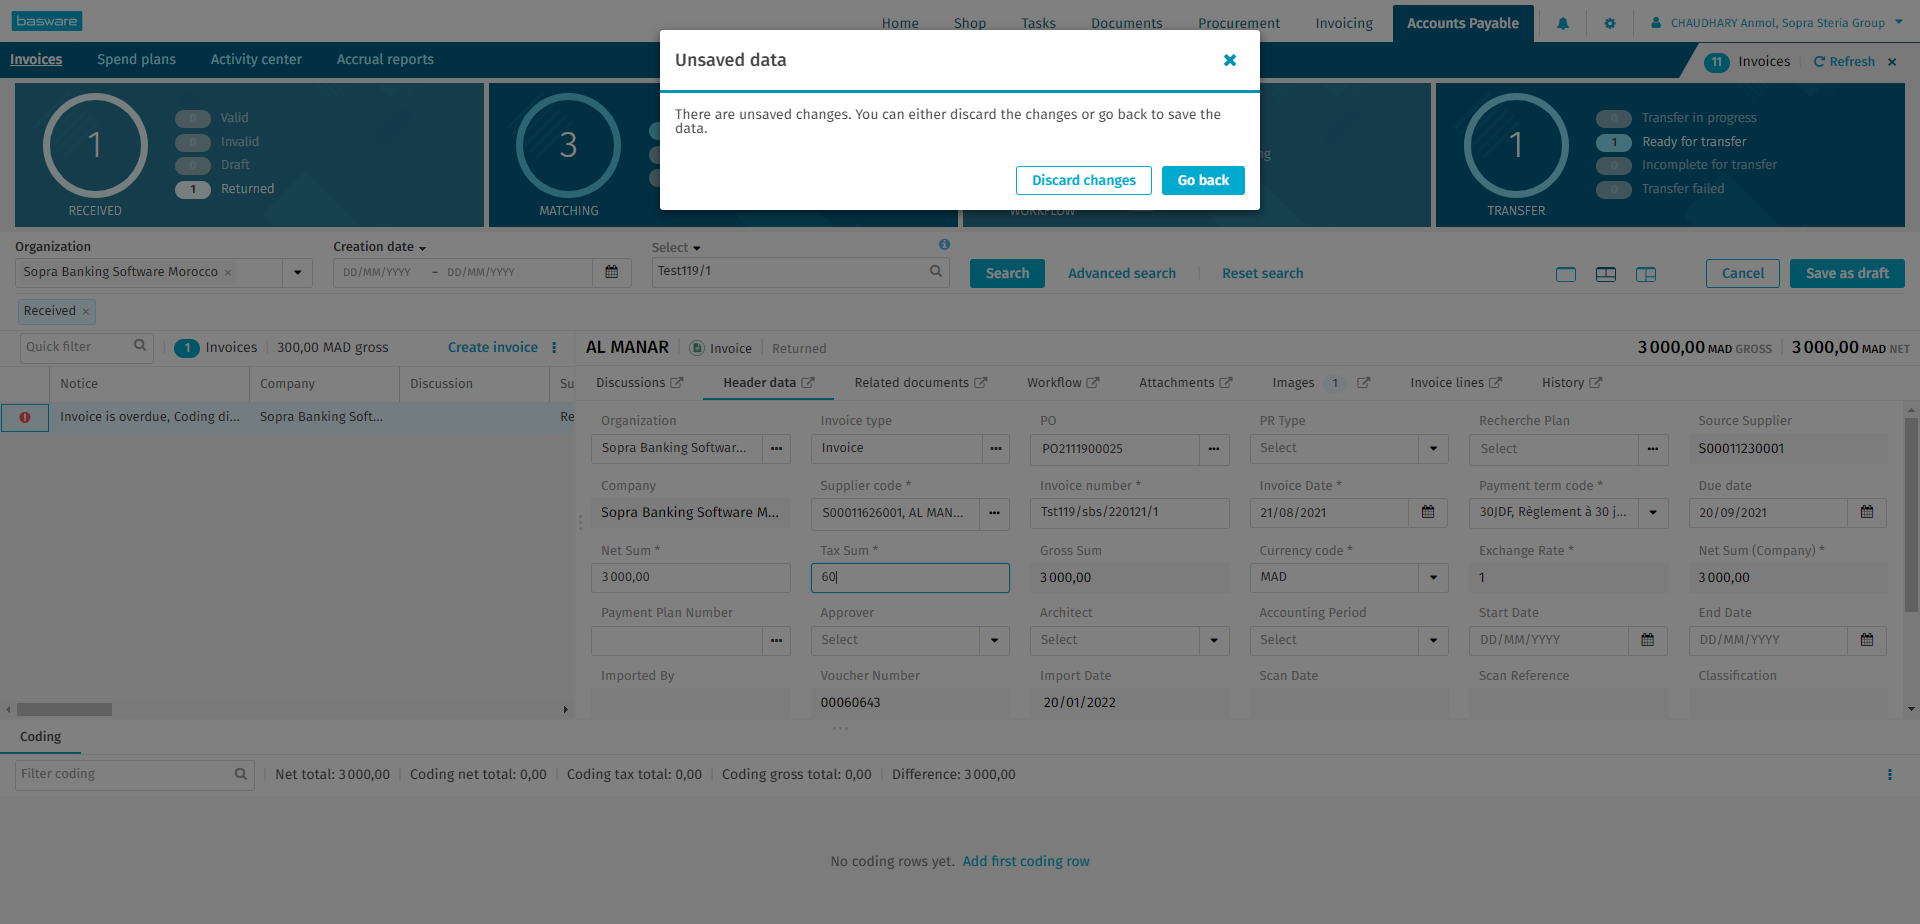 basware
Home Shop Tasks Documents Procurement Invoicing Accounts Payable CHAUDHARY Anmol, Sopra Steria Group
Invoices Spend plans Activity center Accrual reports 11 Invoices Refresh
Unsaved data
There are unsaved changes. You can either discard the changes or go back to save the
data.
Discard changes Go back
1
RECEIVED
0 Valid
0 Invalid
0 Draft
1 Returned
3
MATCHING
WORKFLOW
1
TRANSFER
0 Transfer in progress
1 Ready for transfer
0 Incomplete for transfer
0 Transfer failed
Organization Creation date Select
Sopra Banking Software Morocco × DD/MM/YYYY – DD/MM/YYYY Test119/1 Search Advanced search Reset search Cancel Save as draft
Received ×
Quick filter 1 Invoices 300,00 MAD gross Create invoice
Notice Company Discussion Su
Invoice is overdue, Coding di... Sopra Banking Soft... Re
AL MANAR Invoice Returned 3 000,00 MAD GROSS 3 000,00 MAD NET
Discussions Header data Related documents Workflow Attachments Images 1 Invoice lines History
Organization Invoice type PO PR Type Recherche Plan Source Supplier
Sopra Banking Softwar... Invoice PO2111900025 Select Select S00011230001
Company Supplier code * Invoice number * Invoice Date * Payment term code * Due date
Sopra Banking Software M... S00011626001, AL MAN... Tst119/sbs/220121/1 21/08/2021 30JDF, Règlement à 30 j... 20/09/2021
Net Sum * Tax Sum * Gross Sum Currency code * Exchange Rate * Net Sum (Company) *
3 000,00 60 3 000,00 MAD 1 3 000,00
Payment Plan Number Approver Architect Accounting Period Start Date End Date
Select Select Select DD/MM/YYYY DD/MM/YYYY
Imported By Voucher Number Import Date Scan Date Scan Reference Classification
00060643 20/01/2022
Coding
Filter coding Net total: 3 000,00 Coding net total: 0,00 Coding tax total: 0,00 Coding gross total: 0,00 Difference: 3 000,00
No coding rows yet. Add first coding row